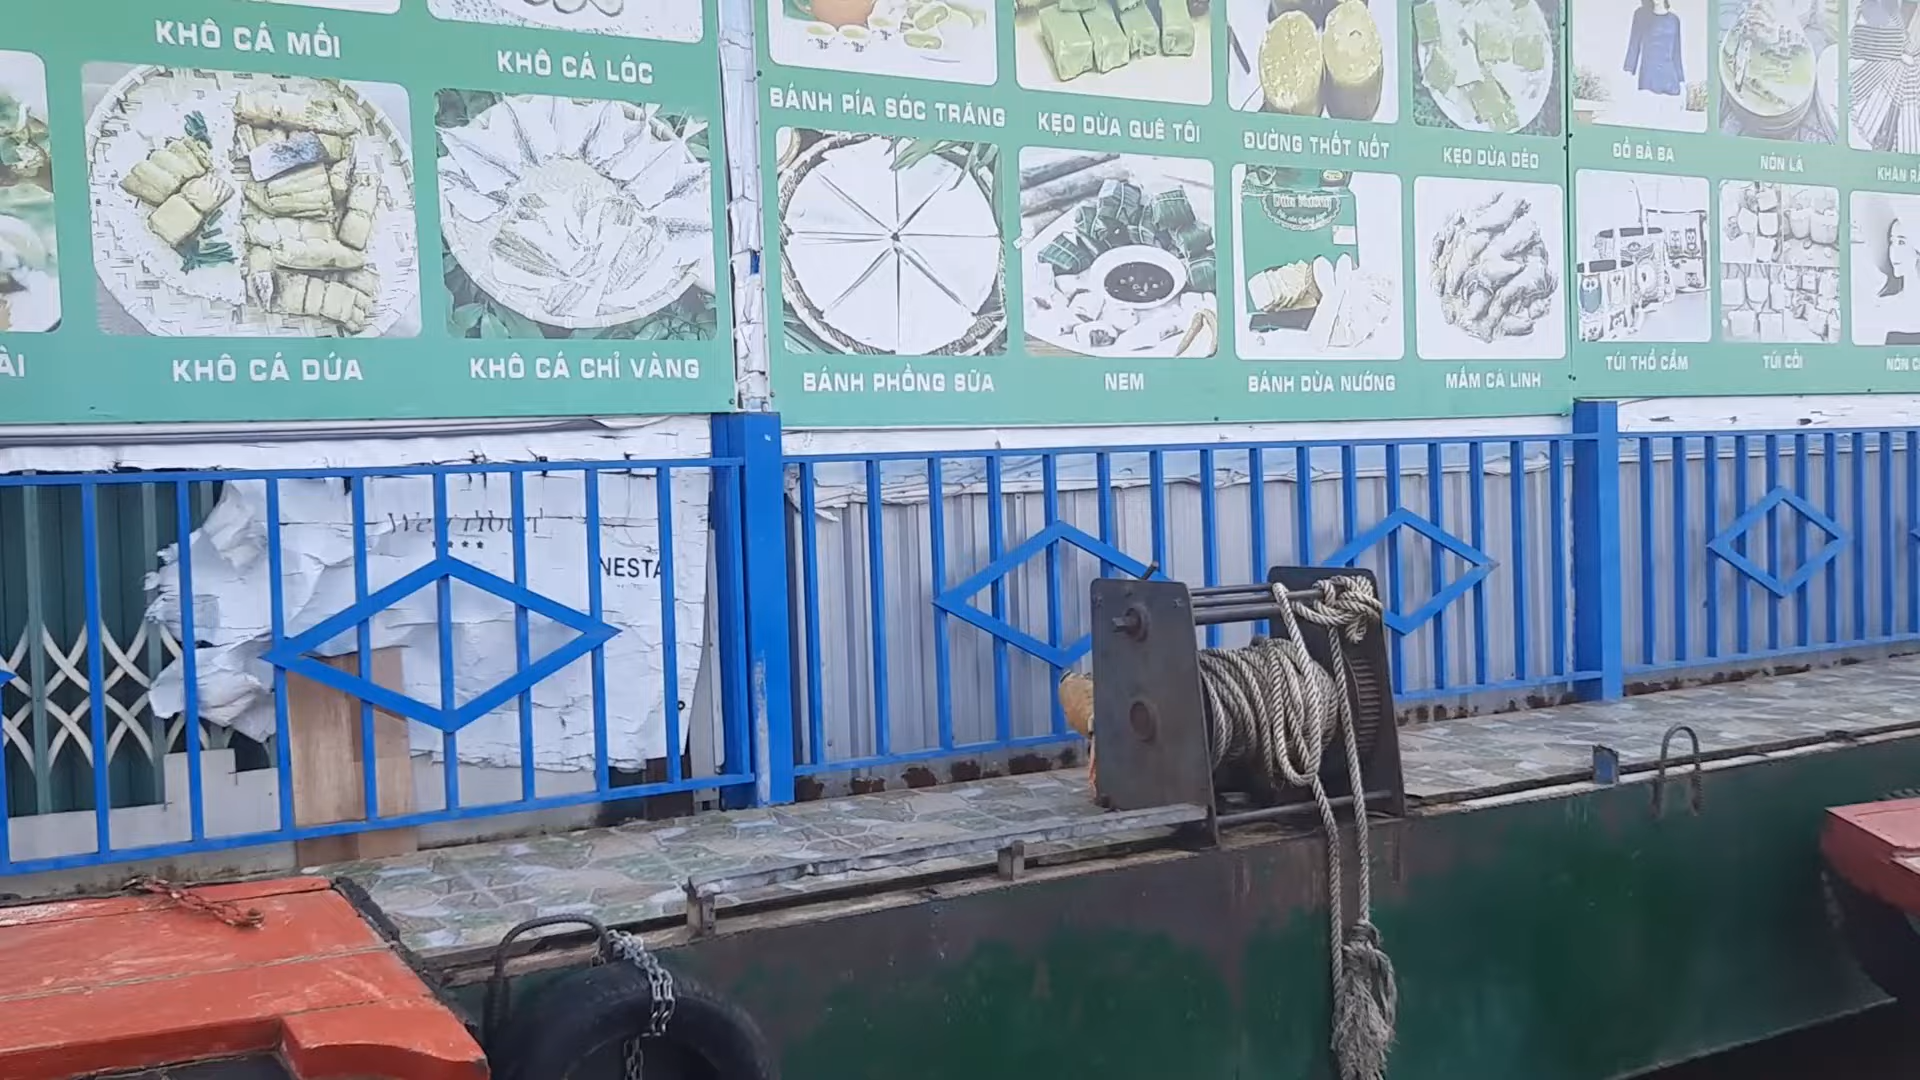 KHÔ CÁ MỐI
KHÔ CÁ LÓC
BÁNH PÍA SÓC TRĂNG
KẸO DỪA QUÊ TÔI
ĐƯỜNG THỐT NỐT
KẸO DỪA DẺO
ĐỒ BÀ BA
NÓN LÁ
KHĂN
KHÔ CÁ DỨA
KHÔ CÁ CHỈ VÀNG
BÁNH PHỒNG SỮA
NEM
BÁNH DỪA NƯỚNG
MẮM CÁ LINH
TÚI THỔ CẨM
TÚI CÓI
NÓN
NESTA